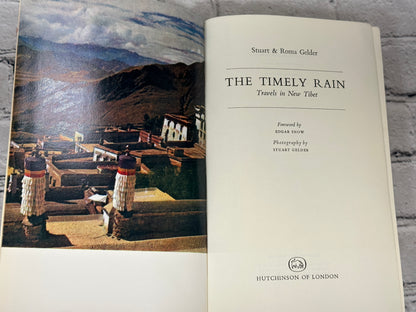 Stuart & Roma Gelder
THE TIMELY RAIN
Travels in New Tibet
Foreword by
EDGAR SNOW
Photography by
STUART GELDER
HUTCHINSON OF LONDON